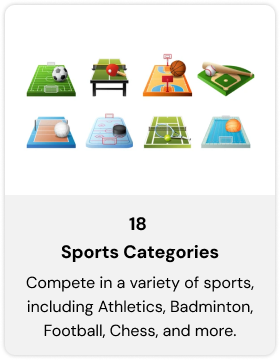 18
Sports Categories
Compete in a variety of sports,
including Athletics, Badminton,
Football, Chess, and more.